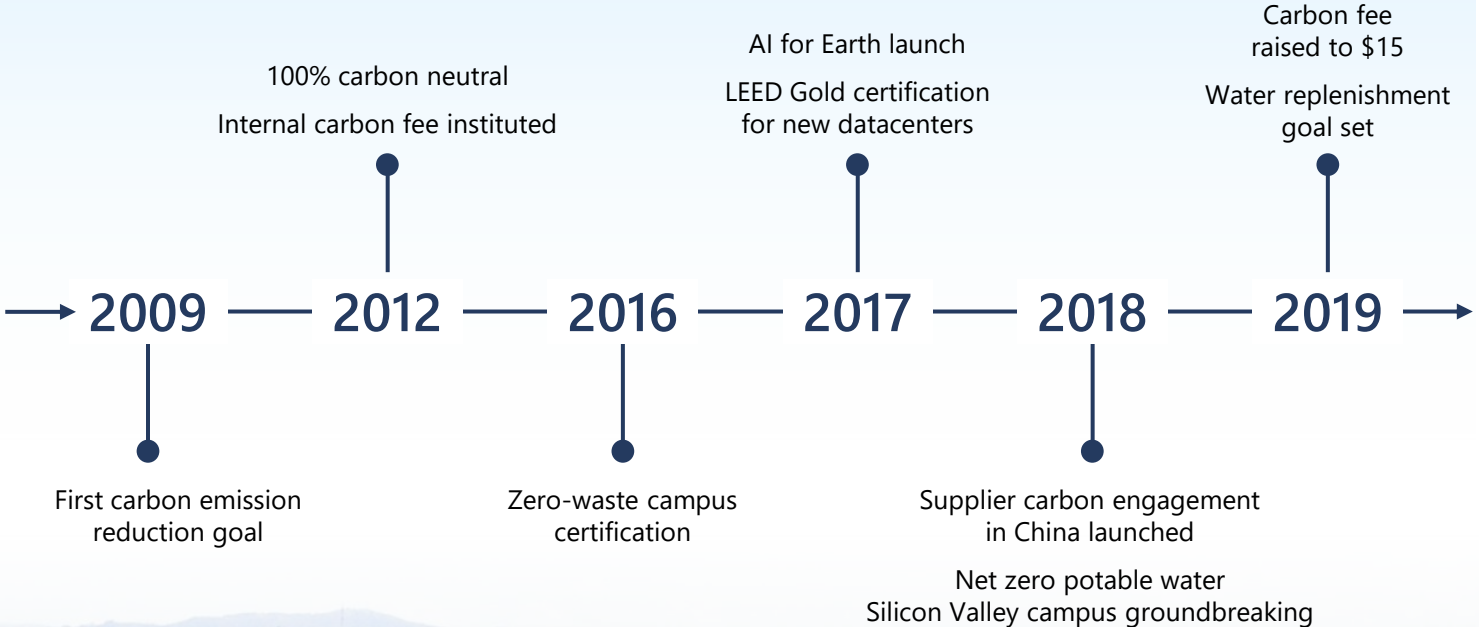 100% carbon neutral
Internal carbon fee instituted
AI for Earth launch
LEED Gold certification
for new datacenters
Carbon fee
raised to $15
Water replenishment
goal set
2009
2012
2016
2017
2018
2019
First carbon emission
reduction goal
Zero-waste campus
certification
Supplier carbon engagement
in China launched
Net zero potable water
Silicon Valley campus groundbreaking